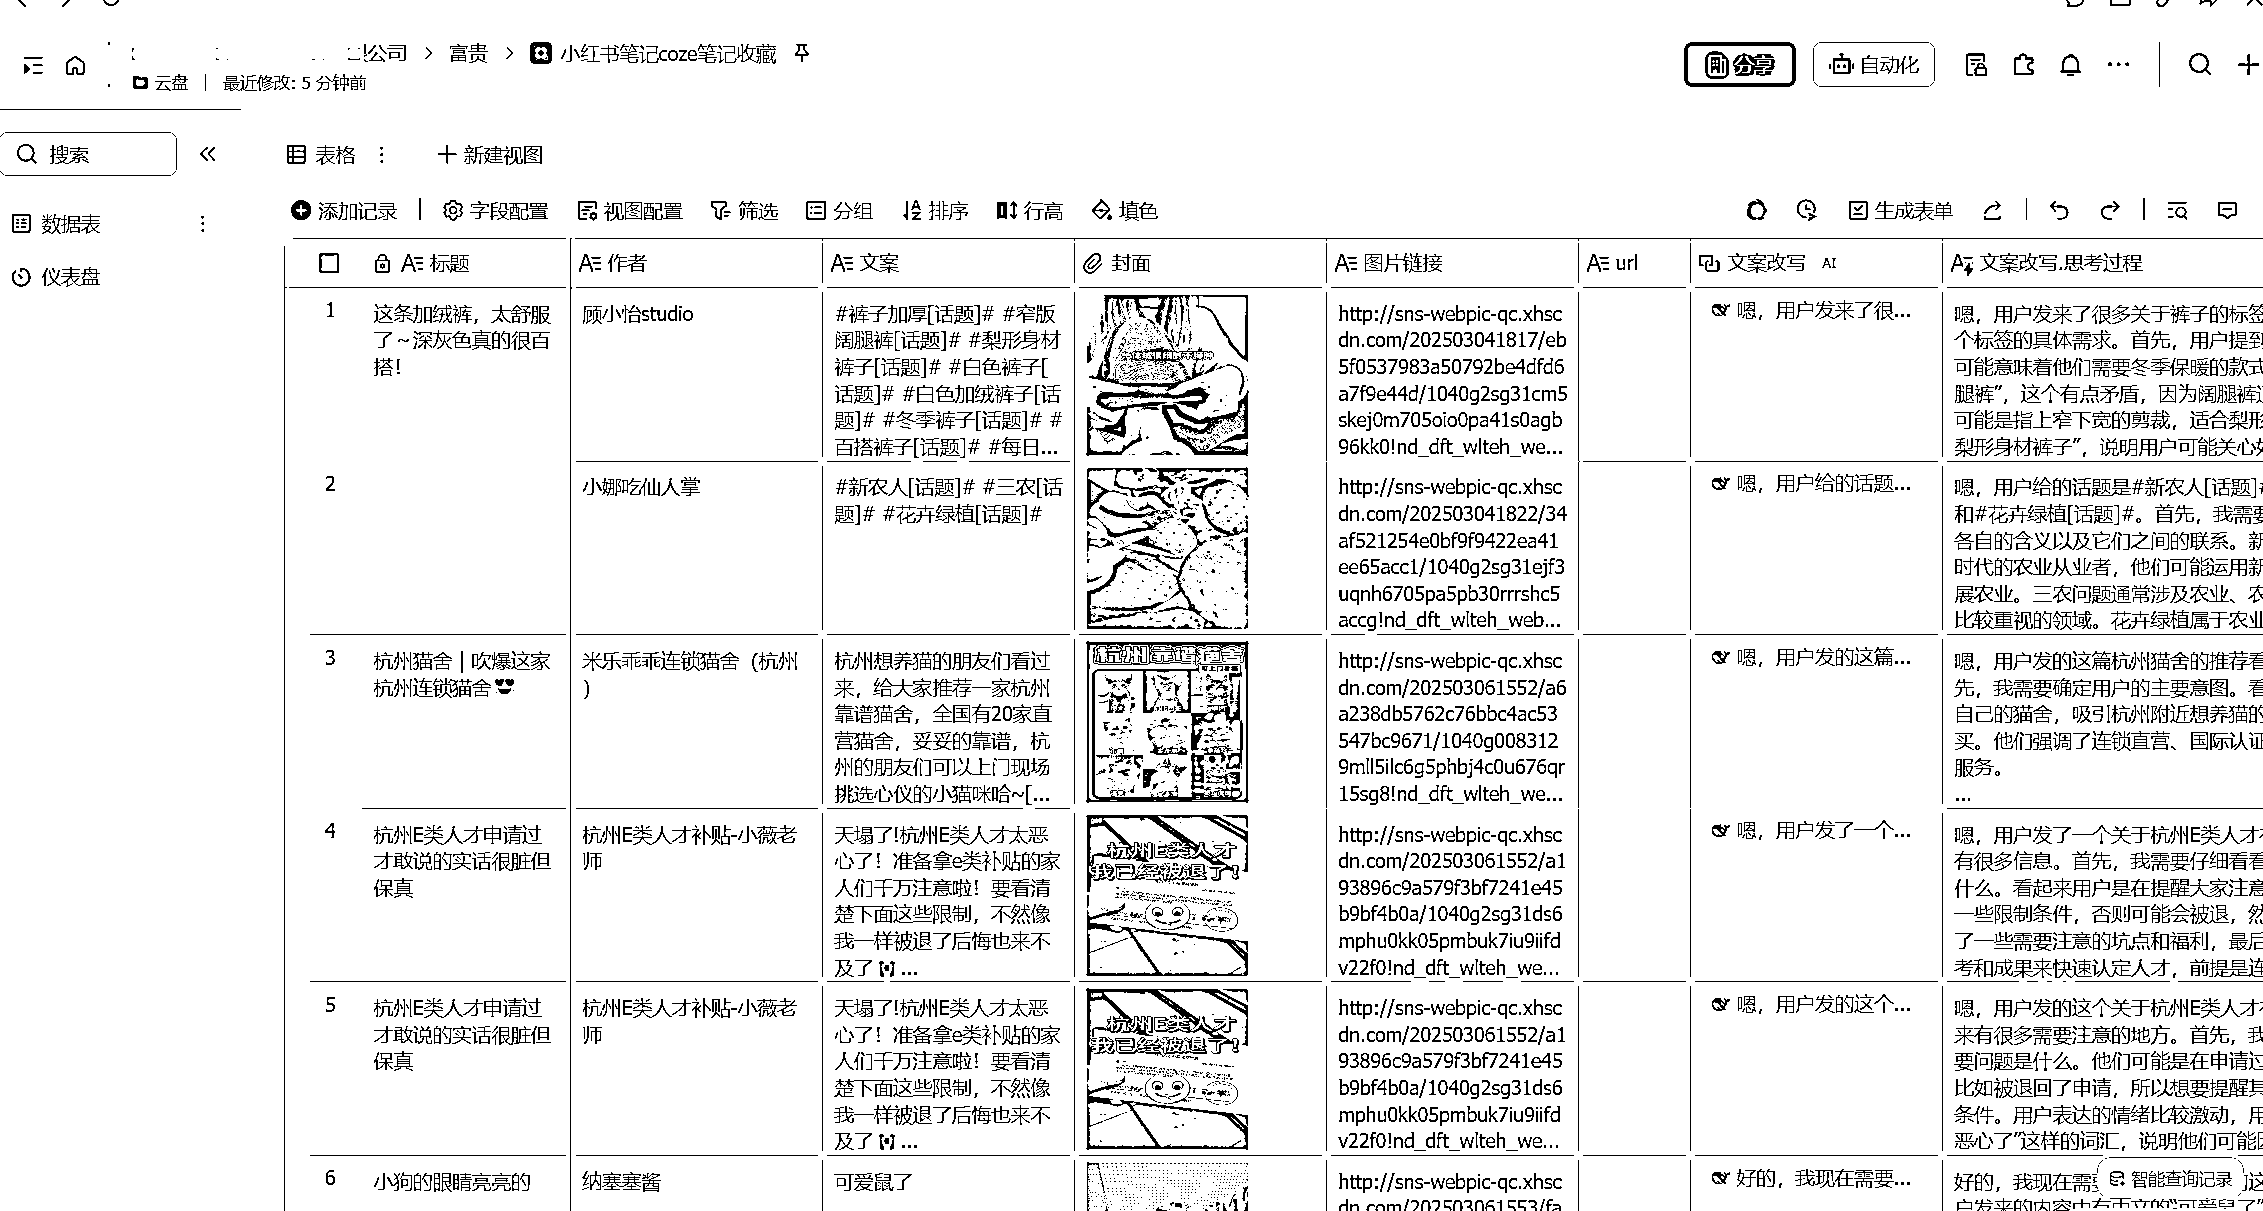 公司 > 富贵 > 小红书笔记coze笔记收藏
云盘 | 最近修改: 5 分钟前
分享
自动化
搜索
表格
新建视图
数据表
仪表盘
添加记录 | 字段配置 视图配置 筛选 分组 排序 行高 填色
生成表单
标题 作者 文案 封面 图片链接 url 文案改写 AI 文案改写.思考过程
1
这条加绒裤，太舒服
了~深灰色真的很百
搭！
顾小怡studio
#裤子加厚[话题]# #窄版
阔腿裤[话题]# #梨形身材
裤子[话题]# #白色裤子[
话题]# #白色加绒裤子[话
题]# #冬季裤子[话题]# #
百搭裤子[话题]# #每日...
http://sns-webpic-qc.xhsc
dn.com/202503041817/eb
5f0537983a50792be4dfd6
a7f9e44d/1040g2sg31cm5
skej0m705oio0pa41s0agb
96kk0!nd_dft_wlteh_we...
嗯，用户发来了很...
嗯，用户发来了很多关于裤子的标签
个标签的具体需求。首先，用户提到
可能意味着他们需要冬季保暖的款式
腿裤”，这个有点矛盾，因为阔腿裤
可能是指上窄下宽的剪裁，适合梨形
梨形身材裤子”，说明用户可能关心如
2
小娜吃仙人掌
#新农人[话题]# #三农[话
题]# #花卉绿植[话题]#
http://sns-webpic-qc.xhsc
dn.com/202503041822/34
af521254e0bf9f9422ea41
ee65acc1/1040g2sg31ejf3
uqnh6705pa5pb30rrrshc5
accg!nd_dft_wlteh_web...
嗯，用户给的话题...
嗯，用户给的话题是#新农人[话题]#
和#花卉绿植[话题]#。首先，我需要
各自的含义以及它们之间的联系。新
时代的农业从业者，他们可能运用新
展农业。三农问题通常涉及农业、农
比较重视的领域。花卉绿植属于农业
3
杭州猫舍｜吹爆这家
杭州连锁猫舍😍
米乐乖乖连锁猫舍（杭州
）
杭州想养猫的朋友们看过
来，给大家推荐一家杭州
靠谱猫舍，全国有20家直
营猫舍，妥妥的靠谱，杭
州的朋友们可以上门现场
挑选心仪的小猫咪哈~[...
杭州靠谱猫舍
http://sns-webpic-qc.xhsc
dn.com/202503061552/a6
a238db5762c76bbc4ac53
547bc9671/1040g008312
9mll5ilc6g5phbj4c0u676qr
15sg8!nd_dft_wlteh_we...
嗯，用户发的这篇...
嗯，用户发的这篇杭州猫舍的推荐看
先，我需要确定用户的主要意图。看
自己的猫舍，吸引杭州附近想养猫的
买。他们强调了连锁直营、国际认证
服务。
...
4
杭州E类人才申请过
才敢说的实话很脏但
保真
杭州E类人才补贴-小薇老
师
天塌了!杭州E类人才太恶
心了！准备拿e类补贴的家
人们千万注意啦！要看清
楚下面这些限制，不然像
我一样被退了后悔也来不
及了 ...
杭州E类人才
我已经被退了！
http://sns-webpic-qc.xhsc
dn.com/202503061552/a1
93896c9a579f3bf7241e45
b9bf4b0a/1040g2sg31ds6
mphu0kk05pmbuk7iu9iifd
v22f0!nd_dft_wlteh_we...
嗯，用户发了一个...
嗯，用户发了一个关于杭州E类人才
有很多信息。首先，我需要仔细看看
什么。看起来用户是在提醒大家注意
一些限制条件，否则可能会被退，然
了一些需要注意的坑点和福利，最后
考和成果来快速认定人才，前提是连
5
杭州E类人才申请过
才敢说的实话很脏但
保真
杭州E类人才补贴-小薇老
师
天塌了!杭州E类人才太恶
心了！准备拿e类补贴的家
人们千万注意啦！要看清
楚下面这些限制，不然像
我一样被退了后悔也来不
及了 ...
杭州E类人才
我已经被退了！
http://sns-webpic-qc.xhsc
dn.com/202503061552/a1
93896c9a579f3bf7241e45
b9bf4b0a/1040g2sg31ds6
mphu0kk05pmbuk7iu9iifd
v22f0!nd_dft_wlteh_we...
嗯，用户发的这个...
嗯，用户发的这个关于杭州E类人才
来有很多需要注意的地方。首先，我
要问题是什么。他们可能是在申请过
比如被退回了申请，所以想要提醒其
条件。用户表达的情绪比较激动，用
恶心了”这样的词汇，说明他们可能
6
小狗的眼睛亮亮的
纳塞塞酱
可爱鼠了
http://sns-webpic-qc.xhsc
dn.com/202503061553/fa
好的，我现在需要...
好的，我现在需
智能查询记录